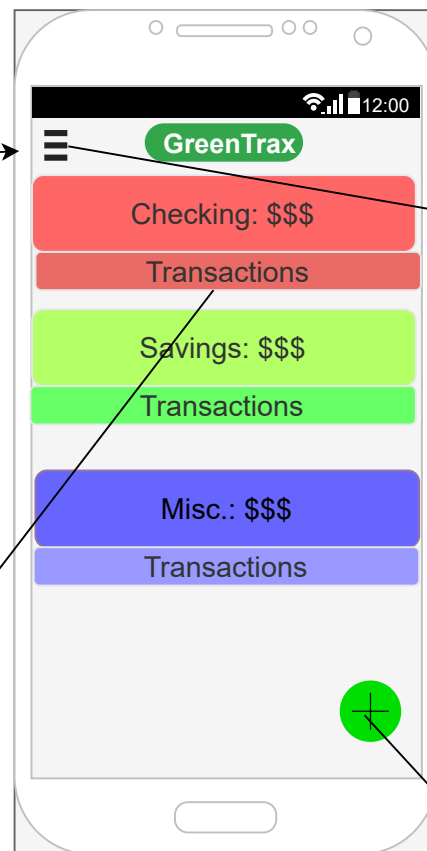 12:00
GreenTrax
Checking: $$$
Transactions
Savings: $$$
Transactions
Misc.: $$$
Transactions